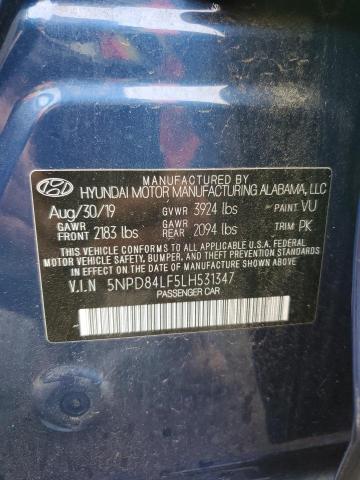 MANUFACTURED BY
HYUNDAI MOTOR MANUFACTURING ALABAMA, LLC
Aug/30/19 GVWR 3924 lbs PAINT VU
GAWR FRONT 2183 lbs GAWR REAR 2094 lbs TRIM PK
THIS VEHICLE CONFORMS TO ALL APPLICABLE U.S.A. FEDERAL
MOTOR VEHICLE SAFETY, BUMPER, AND THEFT PREVENTION STANDARDS
IN EFFECT ON THE DATE OF MANUFACTURE SHOWN ABOVE.
V.I.N 5NPD84LF5LH531347
PASSENGER CAR